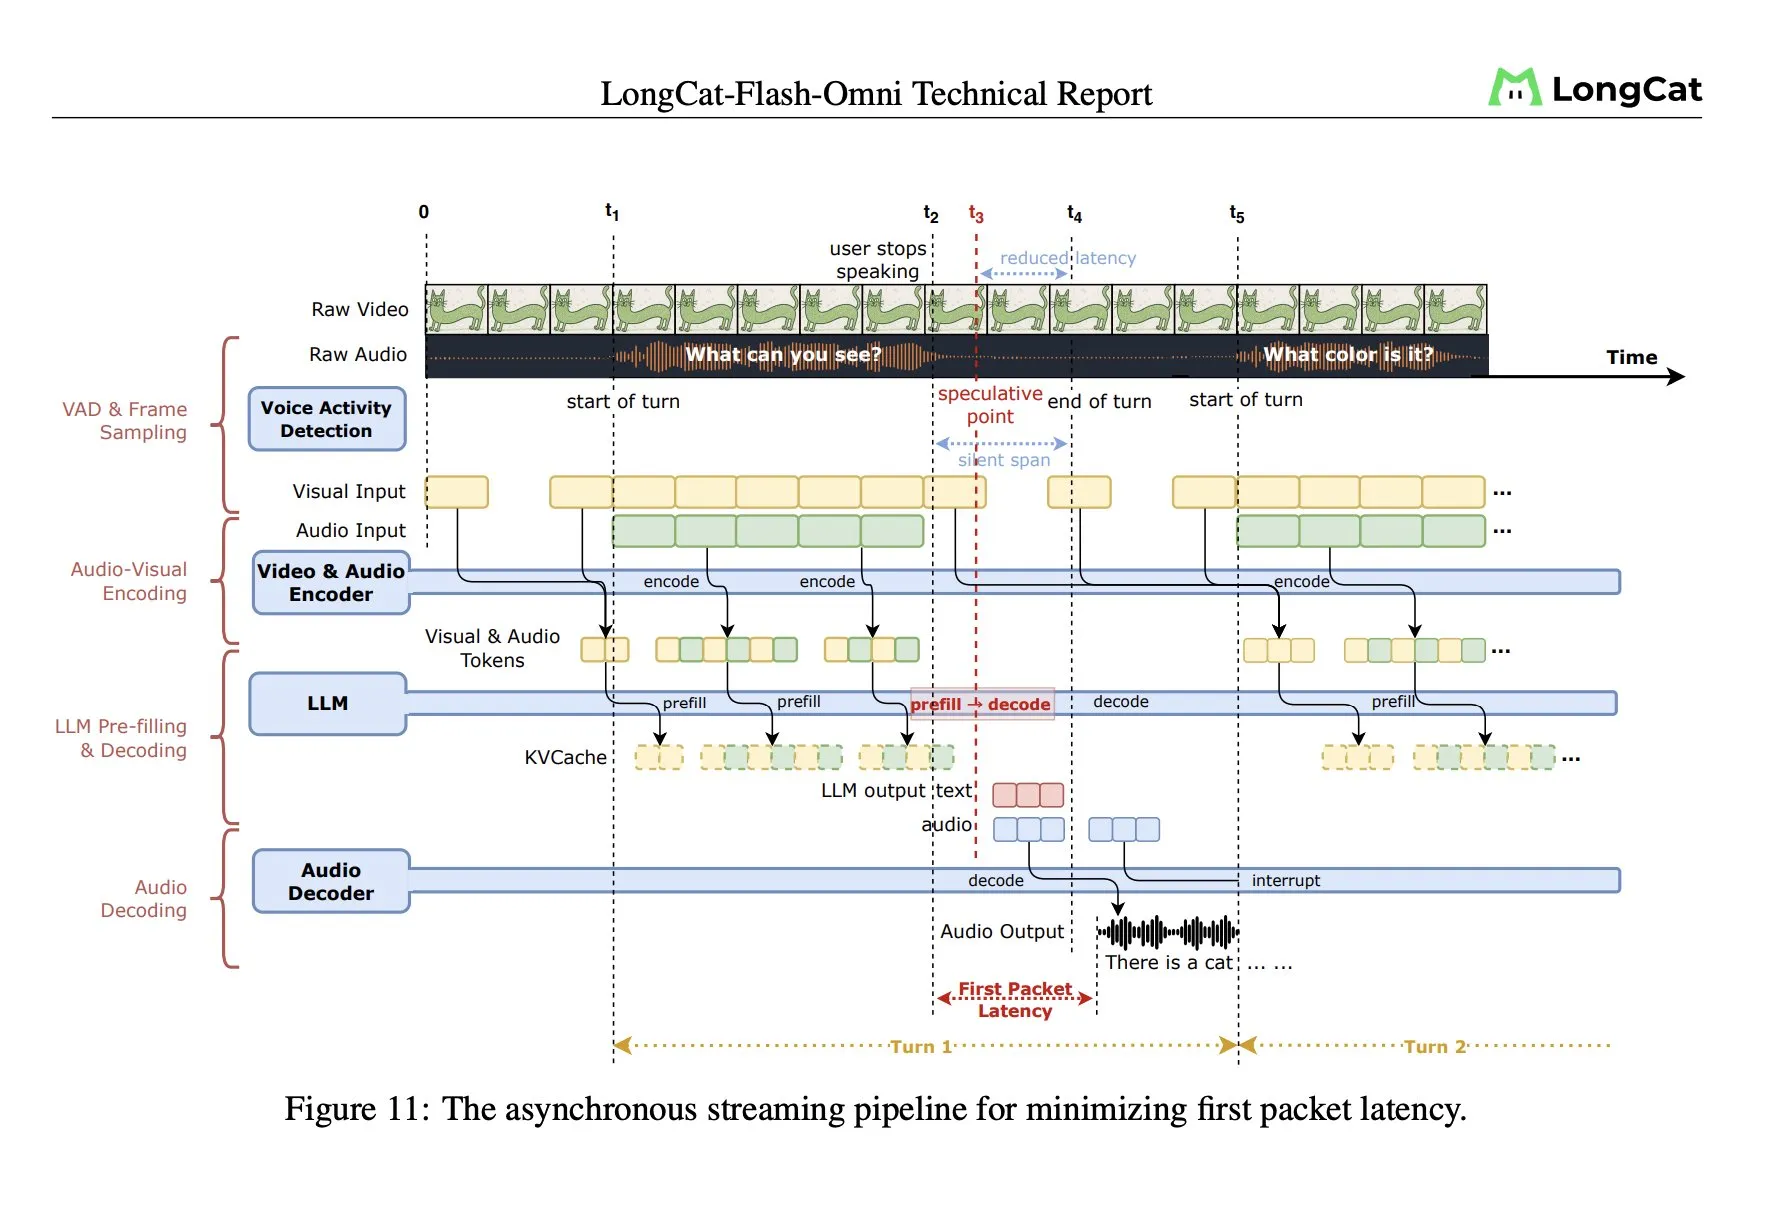 LongCat-Flash-Omni Technical Report
LongCat
0
t1
t2
t3
t4
t5
user stops
speaking
reduced latency
Raw Video
Raw Audio
What can you see?
What color is it?
Time
start of turn
speculative
point
end of turn
start of turn
VAD & Frame
Sampling
Voice Activity
Detection
silent span
Visual Input
...
Audio Input
...
Audio-Visual
Encoding
Video & Audio
Encoder
encode
encode
encode
Visual & Audio
Tokens
...
LLM Pre-filling
& Decoding
LLM
prefill
prefill
prefill → decode
decode
prefill
KVCache
...
LLM output text
audio
Audio
Decoding
Audio
Decoder
decode
interrupt
Audio Output
There is a cat ... ...
First Packet
Latency
Turn 1
Turn 2
Figure 11: The asynchronous streaming pipeline for minimizing first packet latency.